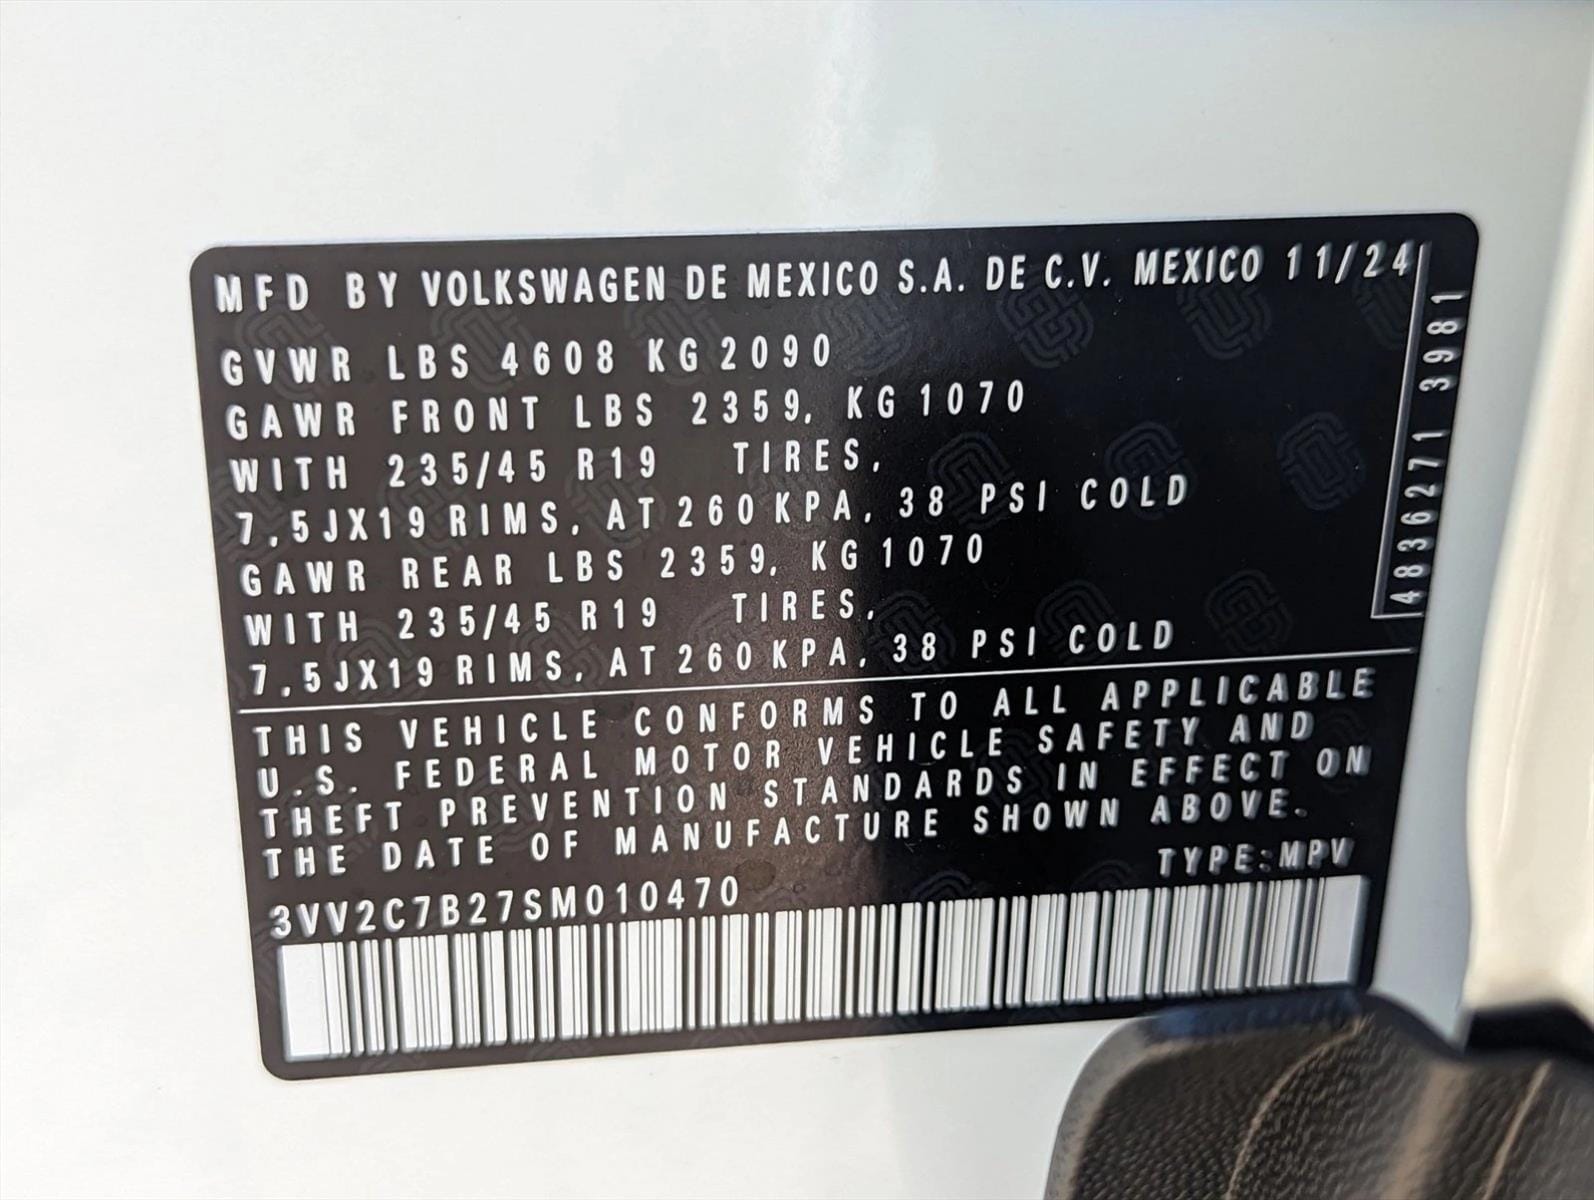 MFD BY VOLKSWAGEN DE MEXICO S.A. DE C.V. MEXICO 11/24
GVWR LBS 4608 KG 2090
GAWR FRONT LBS 2359, KG 1070
WITH 235/45 R19 TIRES,
7,5JX19 RIMS, AT 260 KPA, 38 PSI COLD
GAWR REAR LBS 2359, KG 1070
WITH 235/45 R19 TIRES,
7,5JX19 RIMS, AT 260 KPA, 38 PSI COLD
4836271 3981
THIS VEHICLE CONFORMS TO ALL APPLICABLE
U.S. FEDERAL MOTOR VEHICLE SAFETY AND
THEFT PREVENTION STANDARDS IN EFFECT ON
THE DATE OF MANUFACTURE SHOWN ABOVE.
TYPE:MPV
3VV2C7B27SM010470